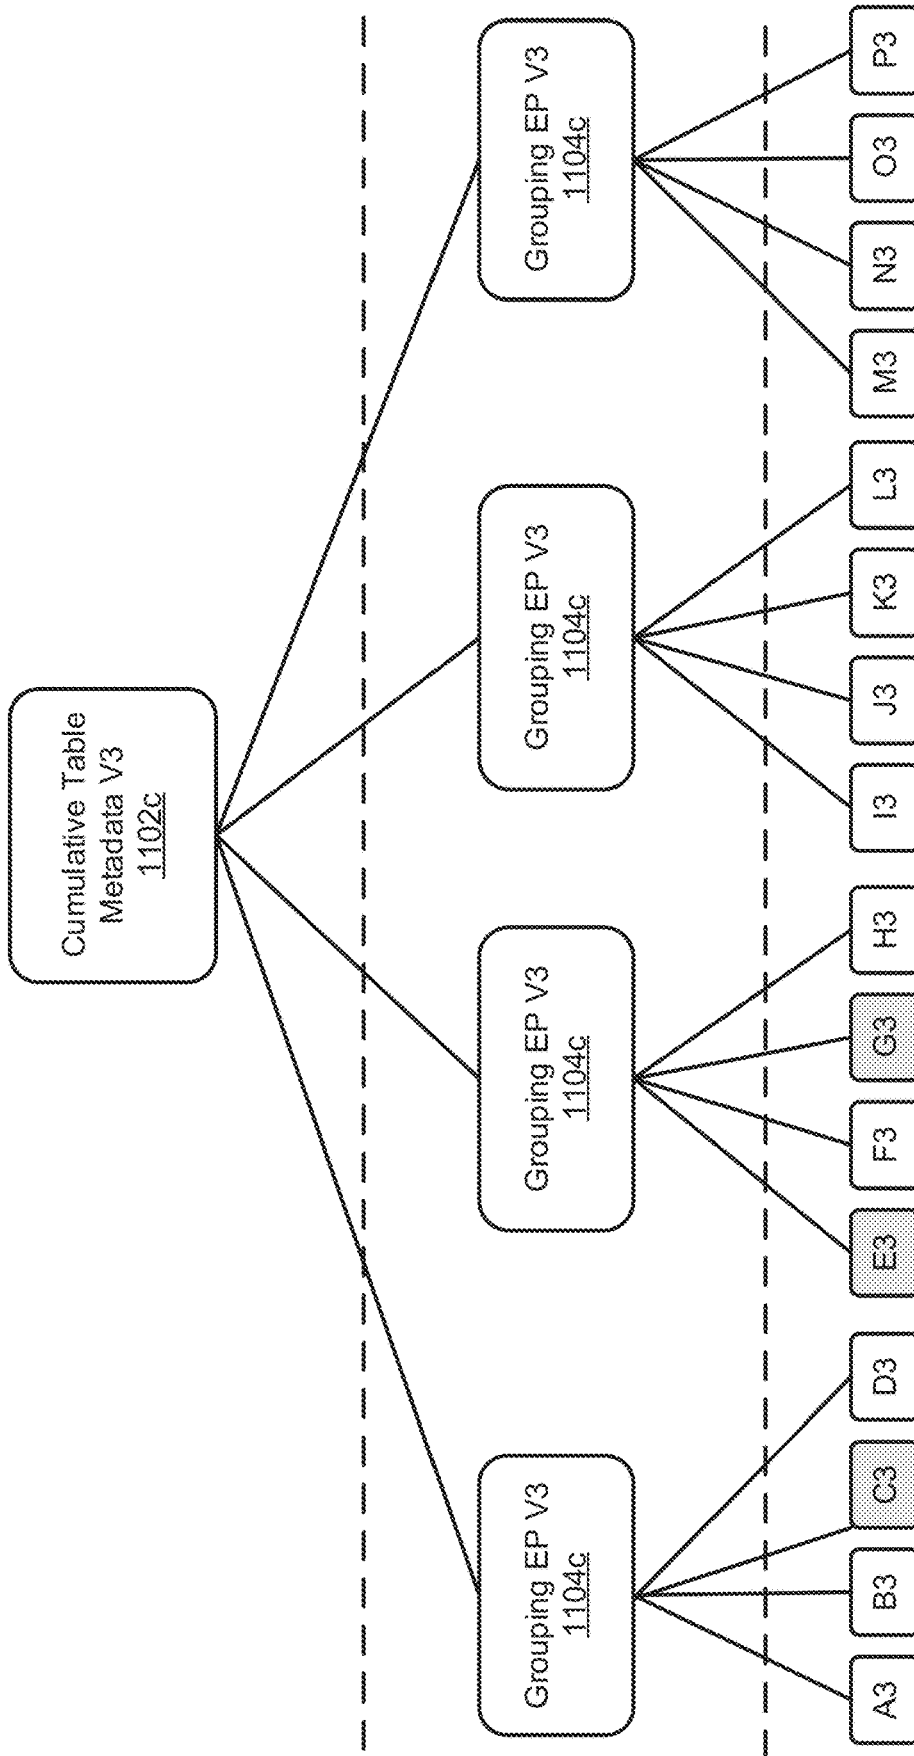 Cumulative Table
Metadata V3
1102c
Grouping EP V3
1104c
Grouping EP V3
1104c
Grouping EP V3
1104c
Grouping EP V3
1104c
A3
B3
C3
D3
E3
F3
G3
H3
I3
J3
K3
L3
M3
N3
O3
P3